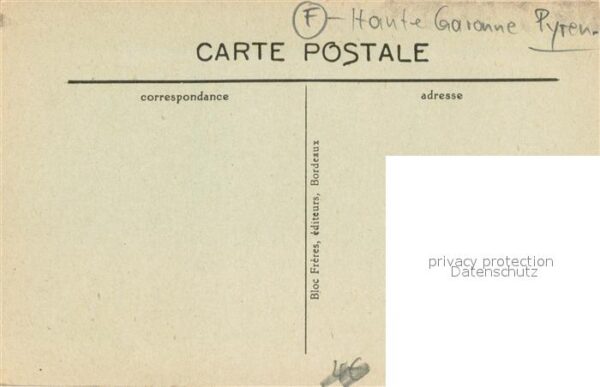 F - Haute Garonne Pyren.
CARTE POSTALE
correspondance
adresse
Bloc Frères, éditeurs, Bordeaux
privacy protection
Datenschutz